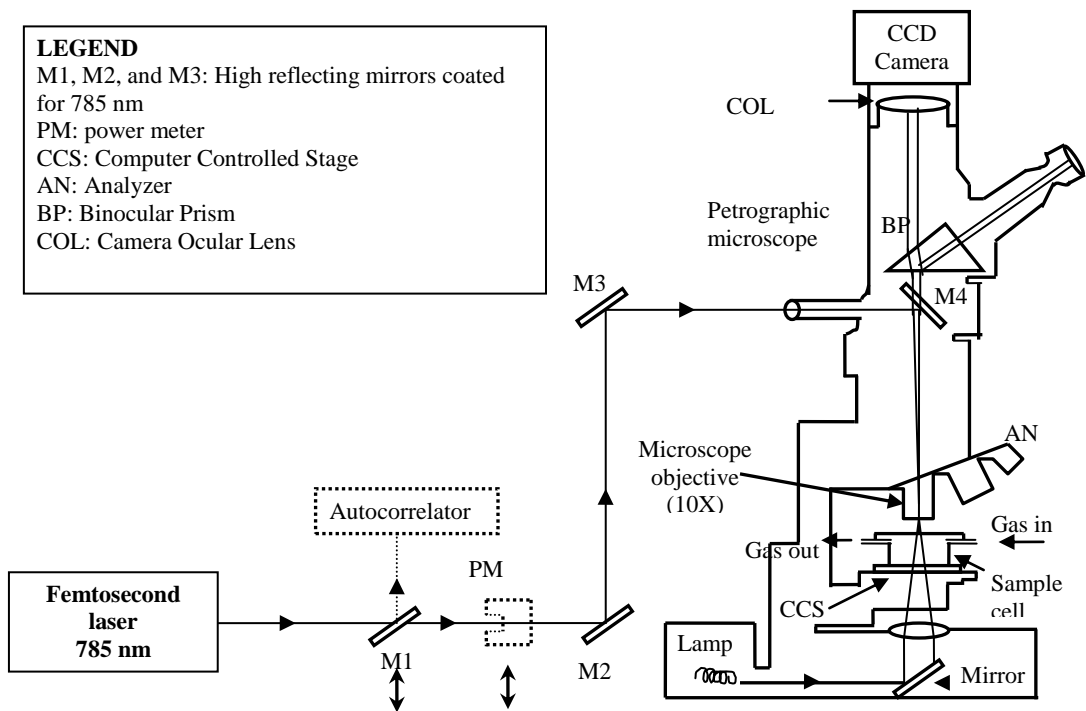 LEGEND
M1, M2, and M3: High reflecting mirrors coated
for 785 nm
PM: power meter
CCS: Computer Controlled Stage
AN: Analyzer
BP: Binocular Prism
COL: Camera Ocular Lens
CCD
Camera
COL
Petrographic
microscope
BP
M3
M4
AN
Microscope
objective
(10X)
Autocorrelator
Gas in
Gas out
PM
Femtosecond
laser
785 nm
Sample
cell
CCS
M1
M2
Lamp
Mirror